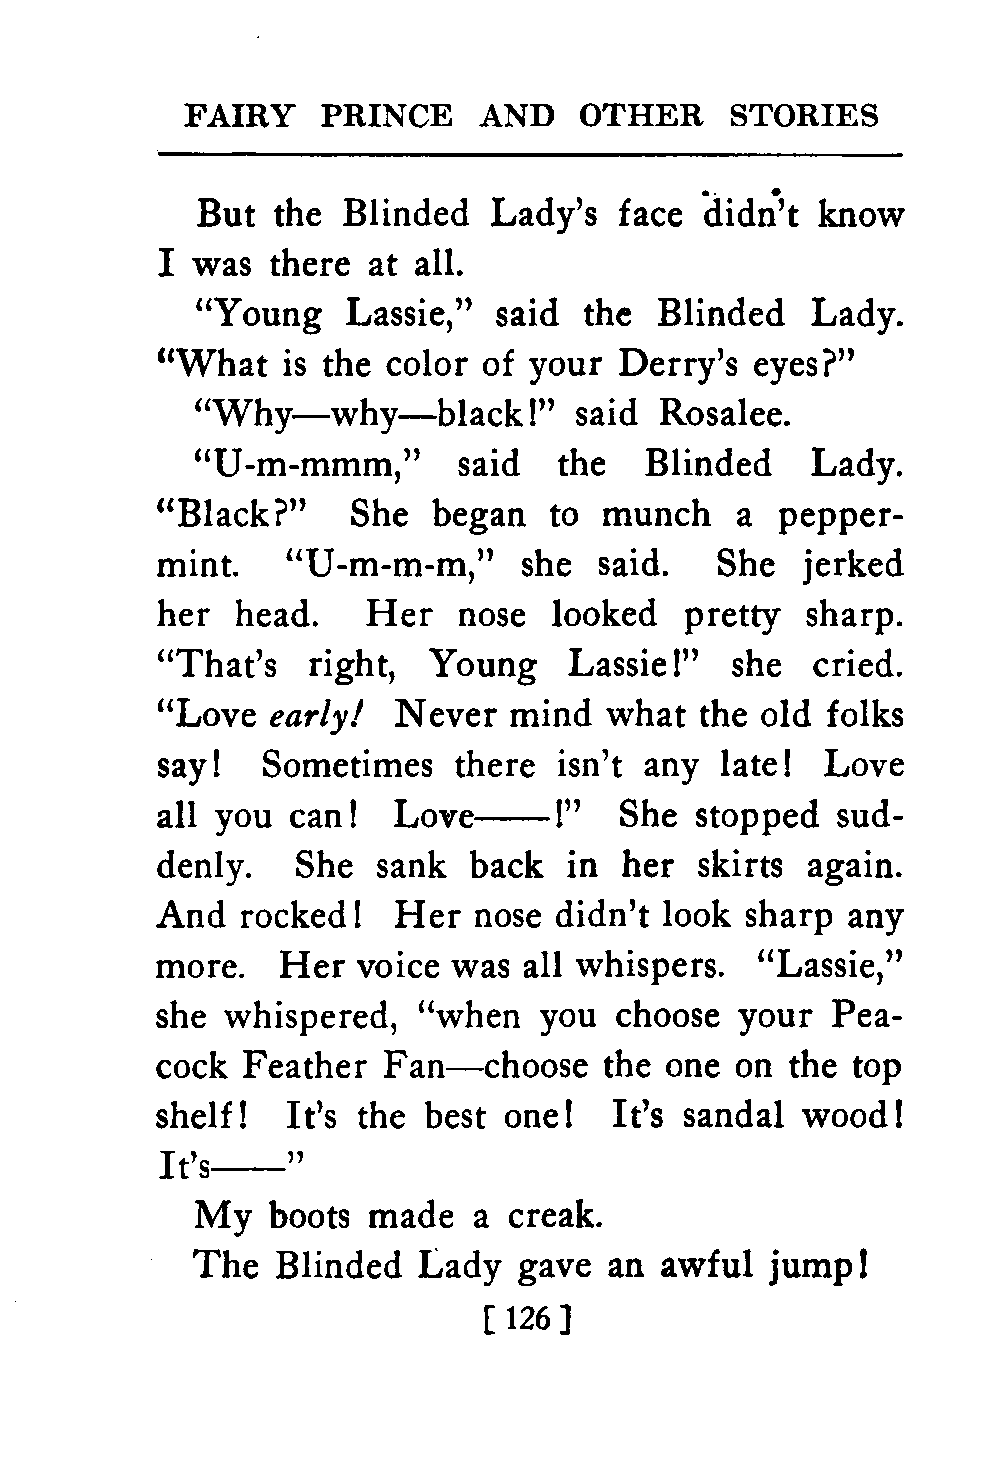 FAIRY PRINCE AND OTHER STORIES
But the Blinded Lady's face didn't know
I was there at all.
“Young Lassie,” said the Blinded Lady.
“What is the color of your Derry's eyes?”
“Why—why—black!” said Rosalee.
“U-m-mmm,” said the Blinded Lady.
“Black?” She began to munch a pepper-
mint. “U-m-m-m,” she said. She jerked
her head. Her nose looked pretty sharp.
“That's right, Young Lassie!” she cried.
“Love early! Never mind what the old folks
say! Sometimes there isn't any late! Love
all you can! Love——!” She stopped sud-
denly. She sank back in her skirts again.
And rocked! Her nose didn't look sharp any
more. Her voice was all whispers. “Lassie,”
she whispered, “when you choose your Pea-
cock Feather Fan—choose the one on the top
shelf! It's the best one! It's sandal wood!
It's——”
My boots made a creak.
The Blinded Lady gave an awful jump!
[ 126 ]